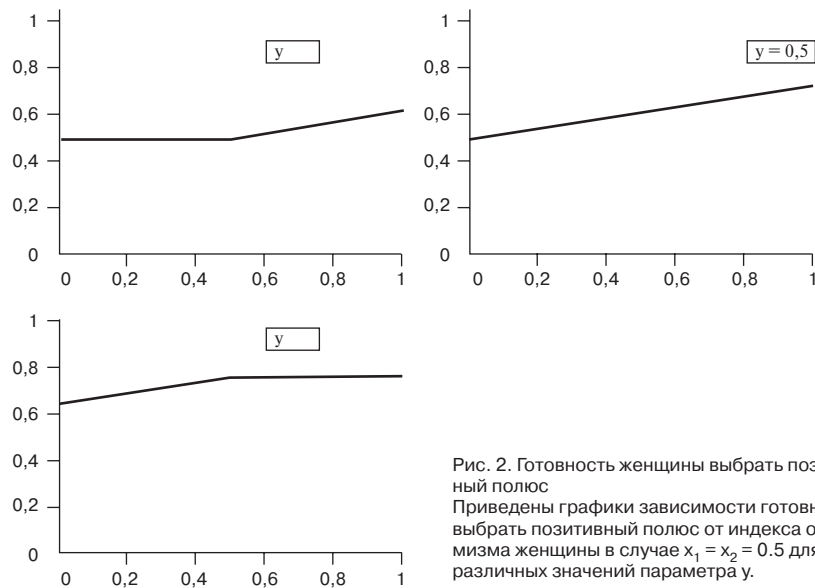 1
0,8
y
0,6
0,4
0,2
0
0 0,2 0,4 0,6 0,8 1
1
0,8
y = 0,5
0,6
0,4
0,2
0
0 0,2 0,4 0,6 0,8 1
1
0,8
y
0,6
0,4
0,2
0
0 0,2 0,4 0,6 0,8 1
Рис. 2. Готовность женщины выбрать
ный полюс
Приведены графики зависимости
выбрать позитивный полюс от индекса
мизма женщины в случае x₁ = x₂ = 0.5
различных значений параметра y.